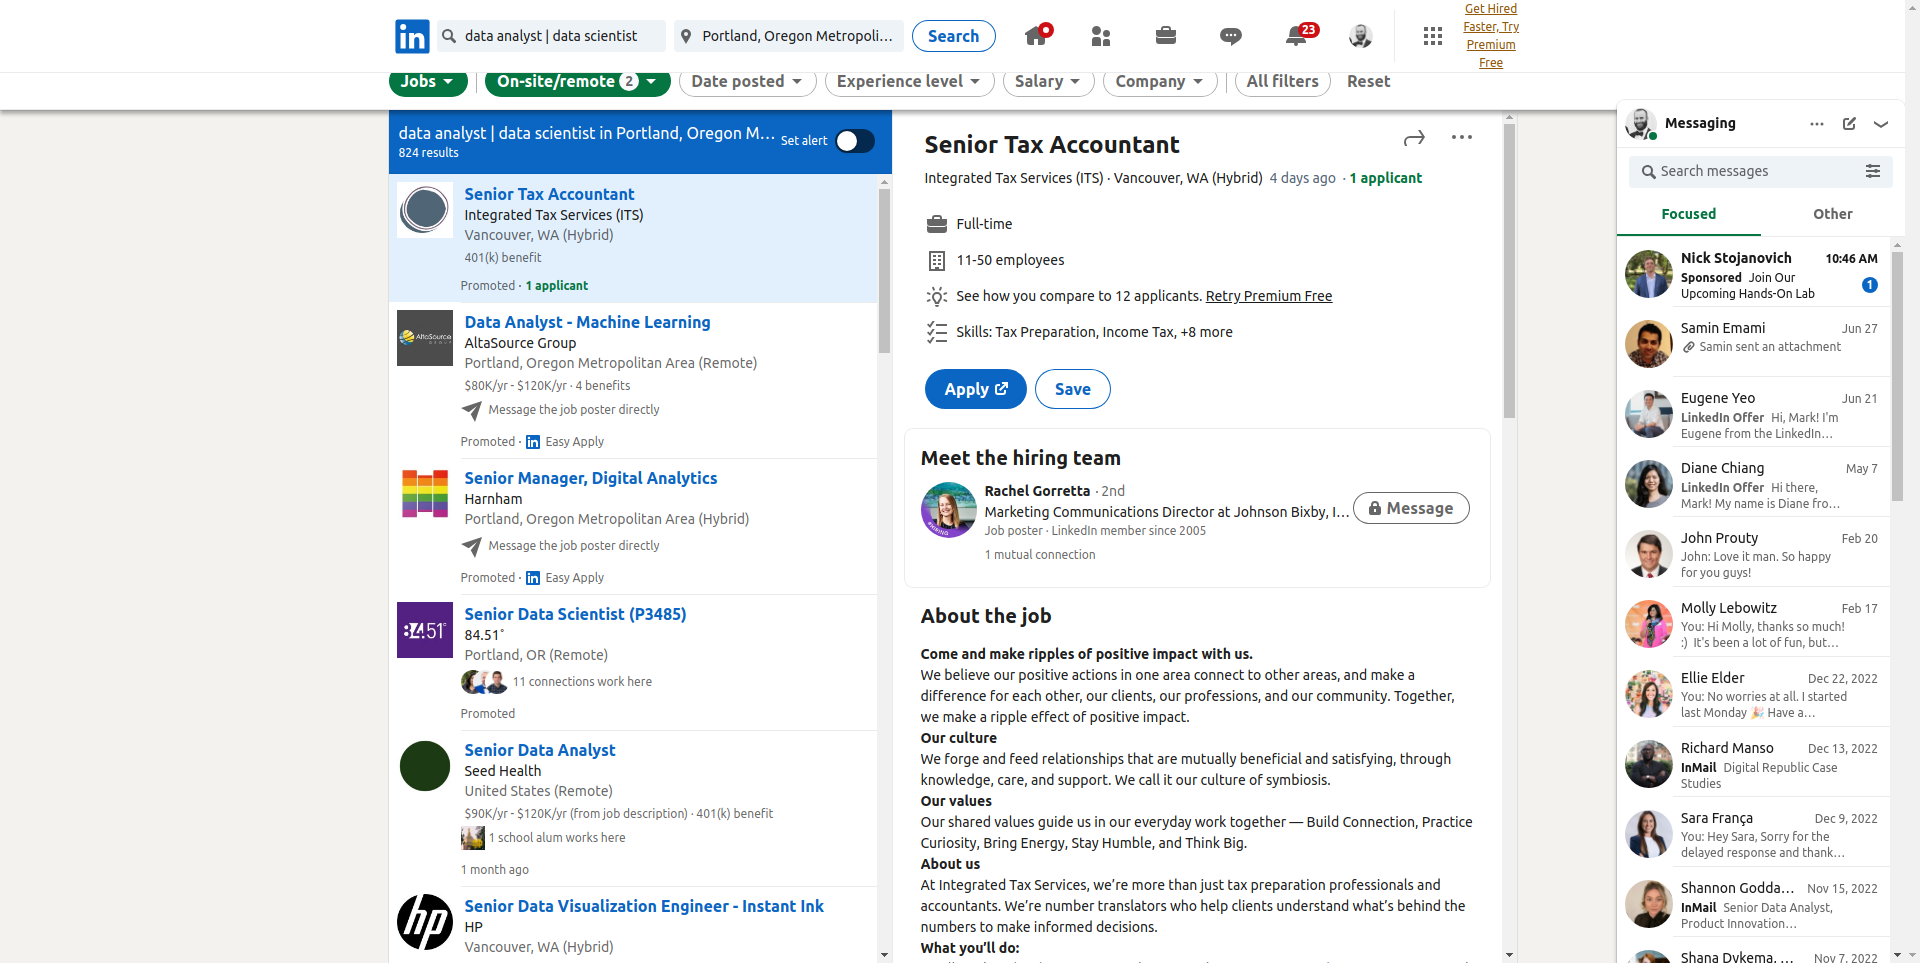 data analyst | data scientist
Portland, Oregon Metropoli...
Search
23
Get Hired
Faster, Try
Premium
Free
Jobs
On-site/remote 2
Date posted
Experience level
Salary
Company
All filters
Reset
data analyst | data scientist in Portland, Oregon M...
824 results
Set alert
Senior Tax Accountant
Integrated Tax Services (ITS)
Vancouver, WA (Hybrid)
401(k) benefit
Promoted · 1 applicant
AltaSource
GROUP
Data Analyst - Machine Learning
AltaSource Group
Portland, Oregon Metropolitan Area (Remote)
$80K/yr - $120K/yr · 4 benefits
Message the job poster directly
Promoted · in Easy Apply
Senior Manager, Digital Analytics
Harnham
Portland, Oregon Metropolitan Area (Hybrid)
Message the job poster directly
Promoted · in Easy Apply
84.51°
Senior Data Scientist (P3485)
84.51°
Portland, OR (Remote)
11 connections work here
Promoted
Senior Data Analyst
Seed Health
United States (Remote)
$90K/yr - $120K/yr (from job description) · 401(k) benefit
1 school alum works here
1 month ago
hp
Senior Data Visualization Engineer - Instant Ink
HP
Vancouver, WA (Hybrid)
Senior Tax Accountant
Integrated Tax Services (ITS) · Vancouver, WA (Hybrid) 4 days ago · 1 applicant
Full-time
11-50 employees
See how you compare to 12 applicants. Retry Premium Free
Skills: Tax Preparation, Income Tax, +8 more
Apply
Save
Meet the hiring team
#HIRING
Rachel Gorretta · 2nd
Marketing Communications Director at Johnson Bixby, I...
Job poster · LinkedIn member since 2005
1 mutual connection
Message
About the job
Come and make ripples of positive impact with us.
We believe our positive actions in one area connect to other areas, and make a
difference for each other, our clients, our professions, and our community. Together,
we make a ripple effect of positive impact.
Our culture
We forge and feed relationships that are mutually beneficial and satisfying, through
knowledge, care, and support. We call it our culture of symbiosis.
Our values
Our shared values guide us in our everyday work together — Build Connection, Practice
Curiosity, Bring Energy, Stay Humble, and Think Big.
About us
At Integrated Tax Services, we're more than just tax preparation professionals and
accountants. We're number translators who help clients understand what's behind the
numbers to make informed decisions.
What you'll do:
Messaging
Search messages
Focused
Other
Nick Stojanovich 10:46 AM
Sponsored Join Our
Upcoming Hands-On Lab
1
Samin Emami Jun 27
Samin sent an attachment
Eugene Yeo Jun 21
LinkedIn Offer Hi, Mark! I'm
Eugene from the LinkedIn...
Diane Chiang May 7
LinkedIn Offer Hi there,
Mark! My name is Diane fro...
John Prouty Feb 20
John: Love it man. So happy
for you guys!
Molly Lebowitz Feb 17
You: Hi Molly, thanks so much!
:) It's been a lot of fun, but...
Ellie Elder Dec 22, 2022
You: No worries at all. I started
last Monday 🎉 Have a...
Richard Manso Dec 13, 2022
InMail Digital Republic Case
Studies
Sara França Dec 9, 2022
You: Hey Sara, Sorry for the
delayed response and thank...
Shannon Godda... Nov 15, 2022
InMail Senior Data Analyst,
Product Innovation...
Shana Dykema, ... Nov 7, 2022